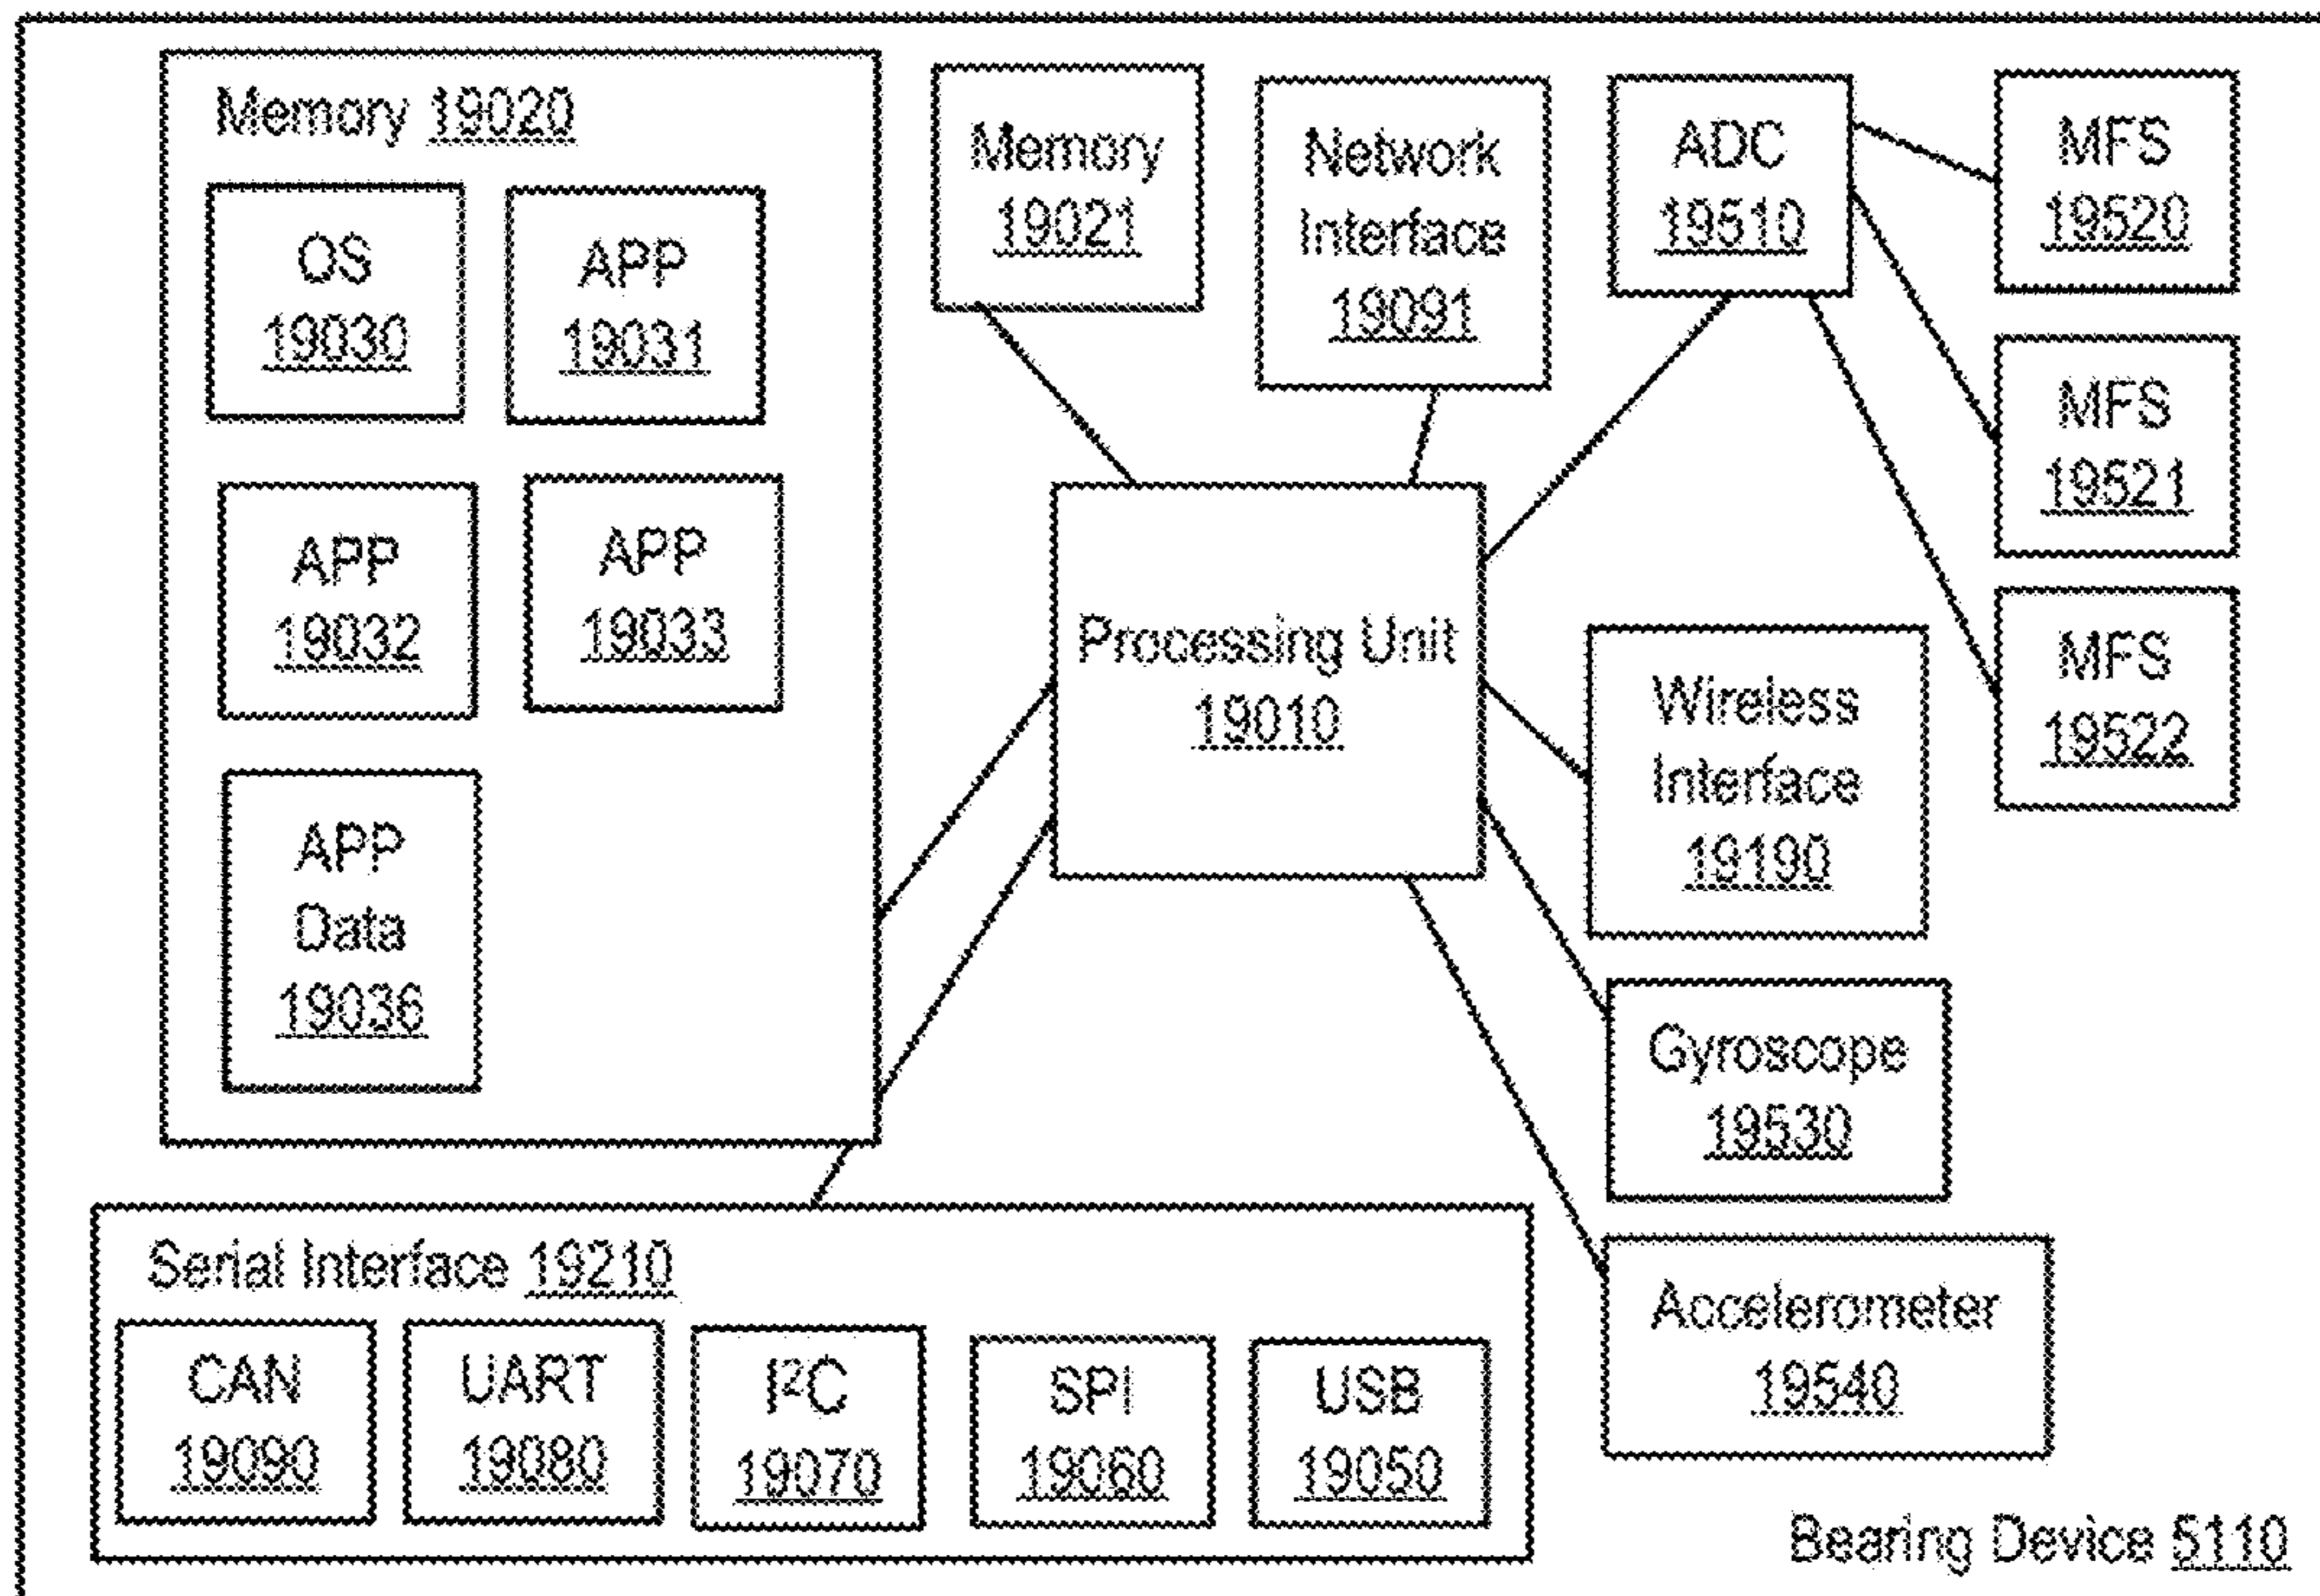 Memory 19020
OS
19030
APP
19031
APP
19032
APP
19033
APP
Data
19036
Memory
19021
Network
Interface
19091
ADC
19510
MFS
19520
MFS
19521
MFS
19522
Processing Unit
19010
Wireless
Interface
19190
Gyroscope
19530
Accelerometer
19540
Serial Interface 19210
CAN
19090
UART
19080
I²C
19070
SPI
19060
USB
19050
Bearing Device 5110